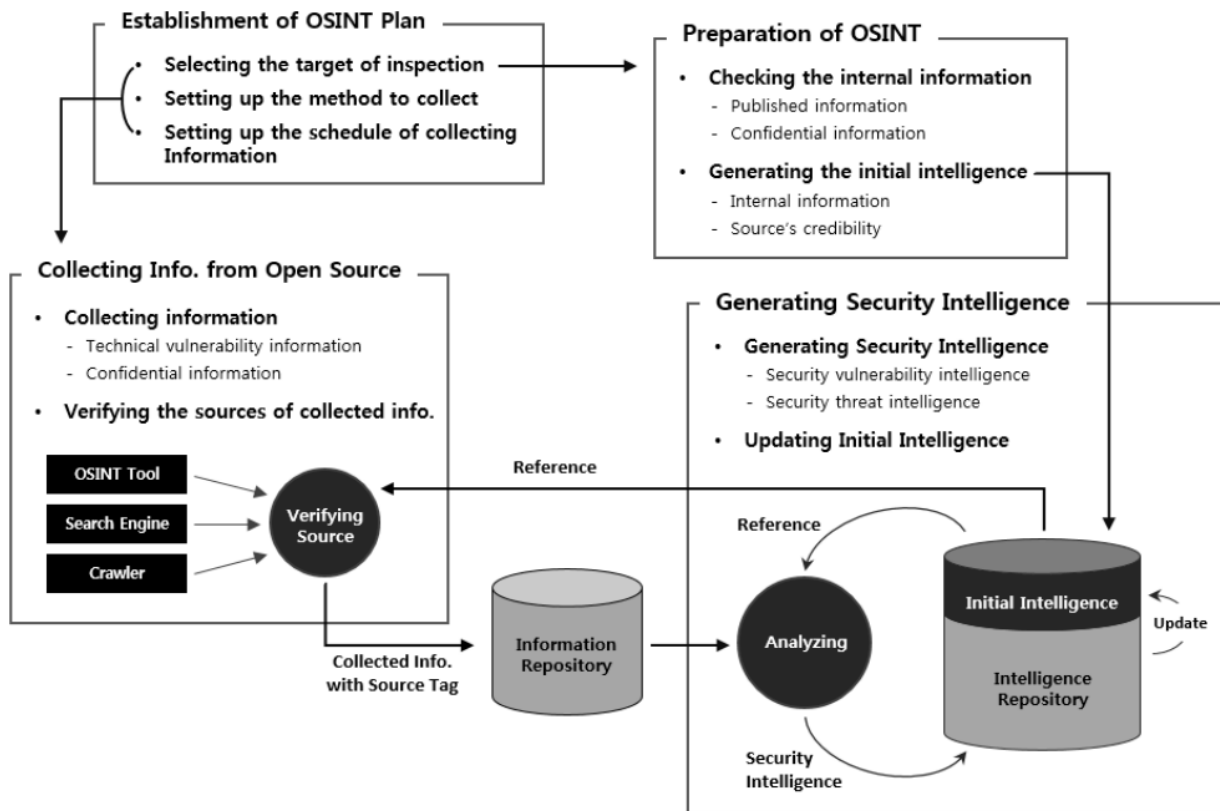 Establishment of OSINT Plan
• Selecting the target of inspection
• Setting up the method to collect
• Setting up the schedule of collecting
Information
Preparation of OSINT
• Checking the internal information
- Published information
- Confidential information
• Generating the initial intelligence
- Internal information
- Source's credibility
Collecting Info. from Open Source
• Collecting information
- Technical vulnerability information
- Confidential information
• Verifying the sources of collected info.
OSINT Tool
Search Engine
Crawler
Verifying
Source
Generating Security Intelligence
• Generating Security Intelligence
- Security vulnerability intelligence
- Security threat intelligence
• Updating Initial Intelligence
Reference
Reference
Collected Info.
with Source Tag
Information
Repository
Analyzing
Initial Intelligence
Update
Intelligence
Repository
Security
Intelligence